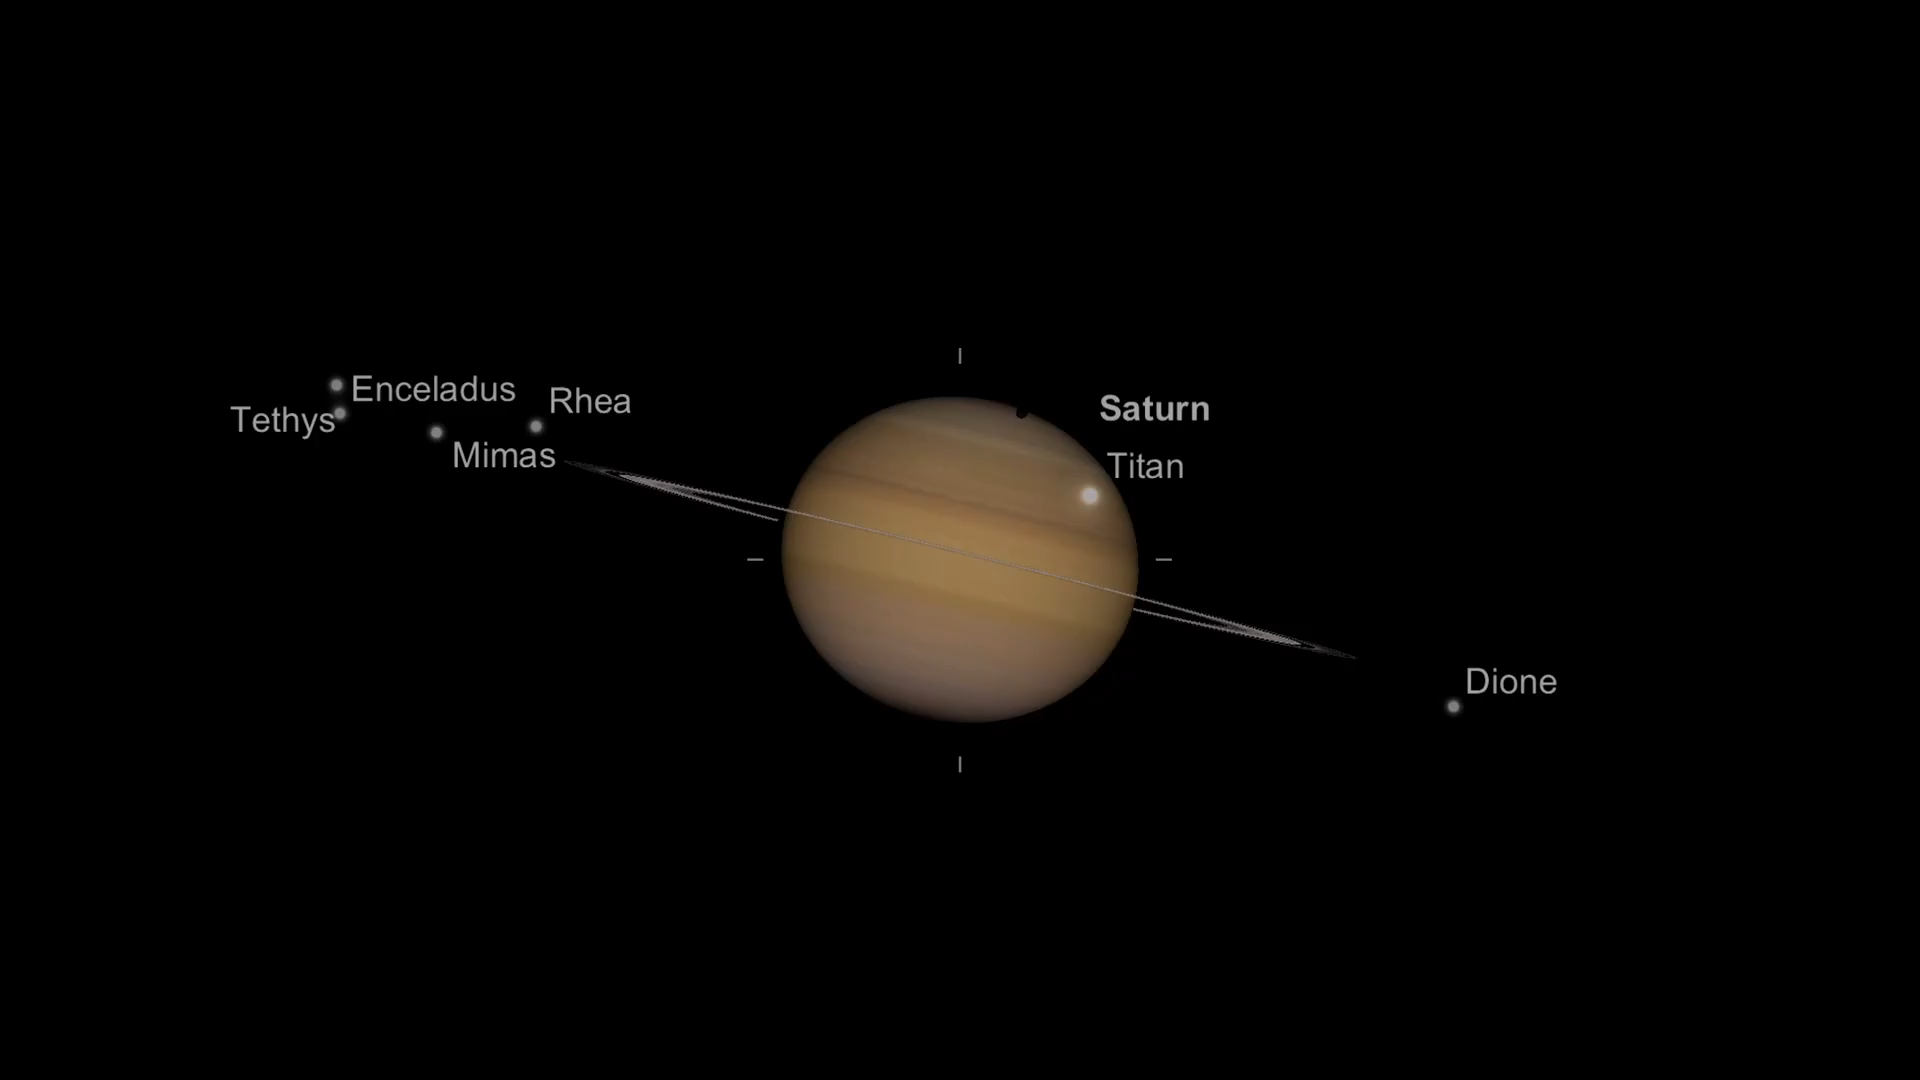 Enceladus
Rhea
Tethys
Mimas
Saturn
Titan
Dione